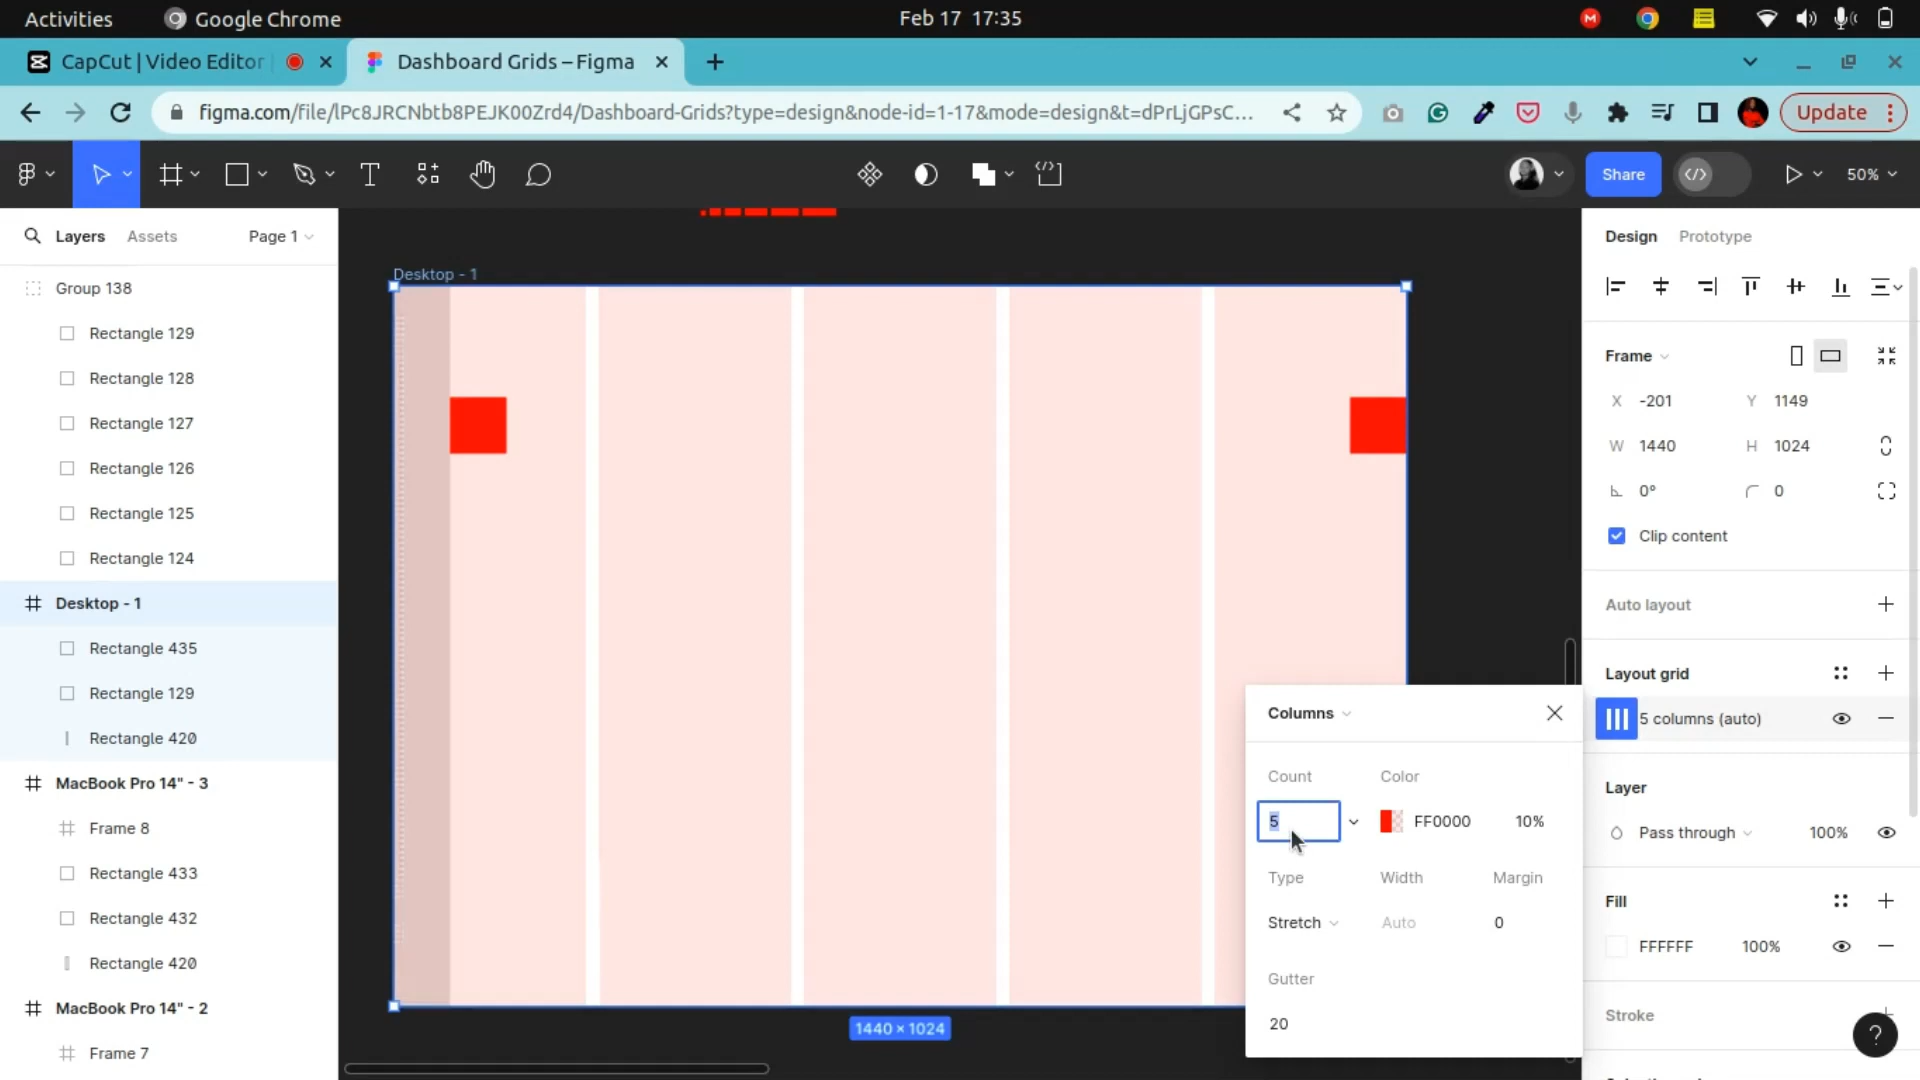 Activities
Google Chrome
Feb 17 17:35
CapCut | Video Editor
Dashboard Grids – Figma
figma.com/file/lPc8JRCNbtb8PEJK00Zrd4/Dashboard-Grids?type=design&node-id=1-17&mode=design&t=dPrLjGPsC...
Update
Share
50%
Layers
Assets
Page 1
Group 138
Rectangle 129
Rectangle 128
Rectangle 127
Rectangle 126
Rectangle 125
Rectangle 124
Desktop - 1
Rectangle 435
Rectangle 129
Rectangle 420
MacBook Pro 14" - 3
Frame 8
Rectangle 433
Rectangle 432
Rectangle 420
MacBook Pro 14" - 2
Frame 7
Desktop - 1
1440 × 1024
Columns
Count
Color
5
FF0000
10%
Type
Width
Margin
Stretch
Auto
0
Gutter
20
Design
Prototype
Frame
X -201
Y 1149
W 1440
H 1024
0°
0
Clip content
Auto layout
Layout grid
5 columns (auto)
Layer
Pass through
100%
Fill
FFFFFF
100%
Stroke
?